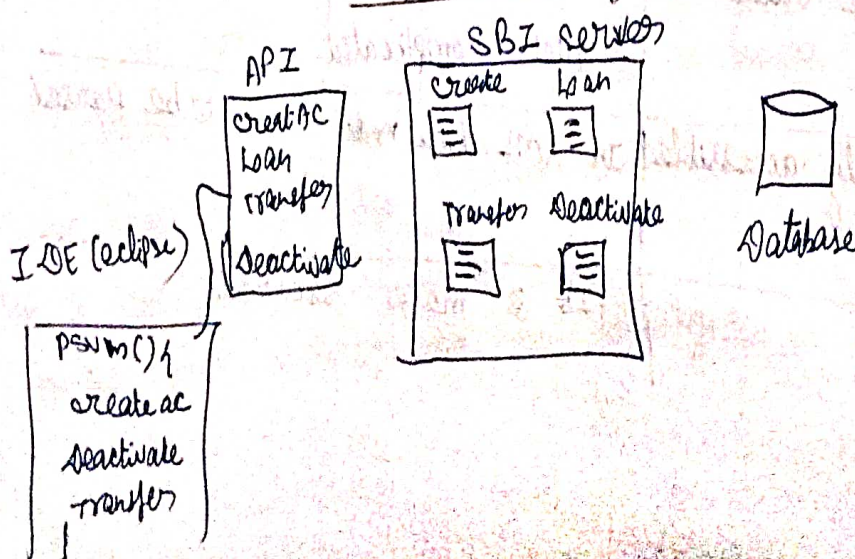 API
creatAC
Loan
Transfer
Deactivate
SBI server
create Loan
Transfer Deactivate
Database
IDE (eclipse)
psvm() {
create ac
Deactivate
Transfer